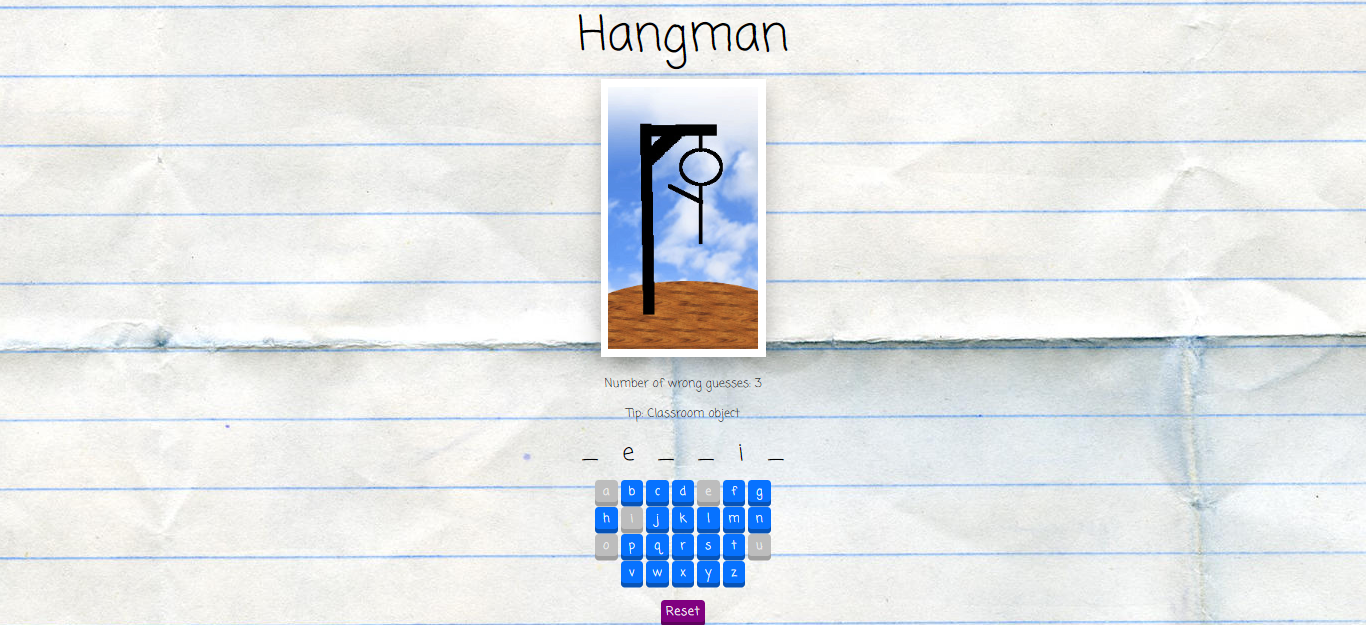 Hangman
Number of wrong guesses: 3
Tip: Classroom object
_ e _ _ i _
a b c d e f g
h i j k l m n
o p q r s t u
v w x y z
Reset